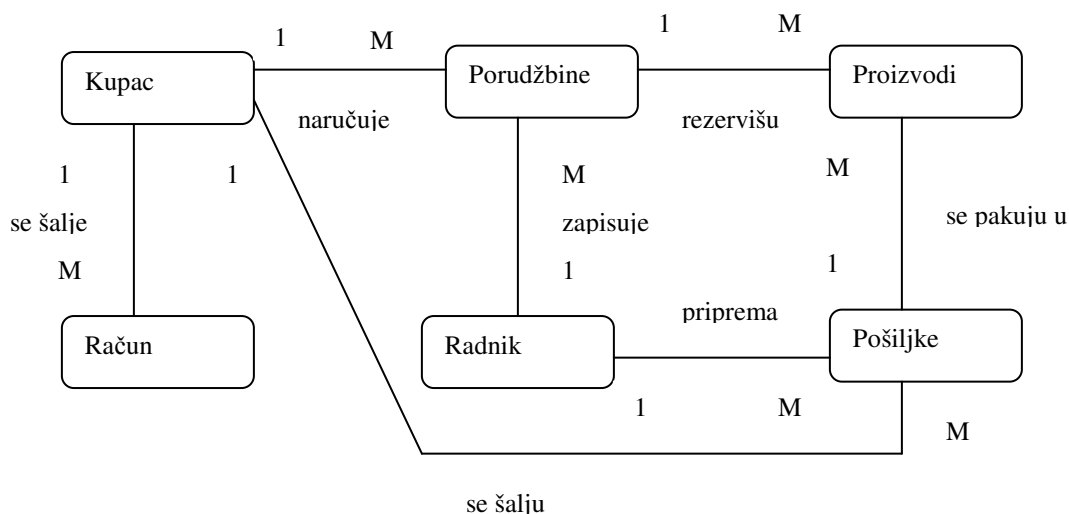 1 M 1 M
Kupac Porudžbine Proizvodi
naručuje rezervišu
1 1 M M
se šalje zapisuje se pakuju u
M 1 1
priprema
Račun Radnik Pošiljke
1 M M
se šalju